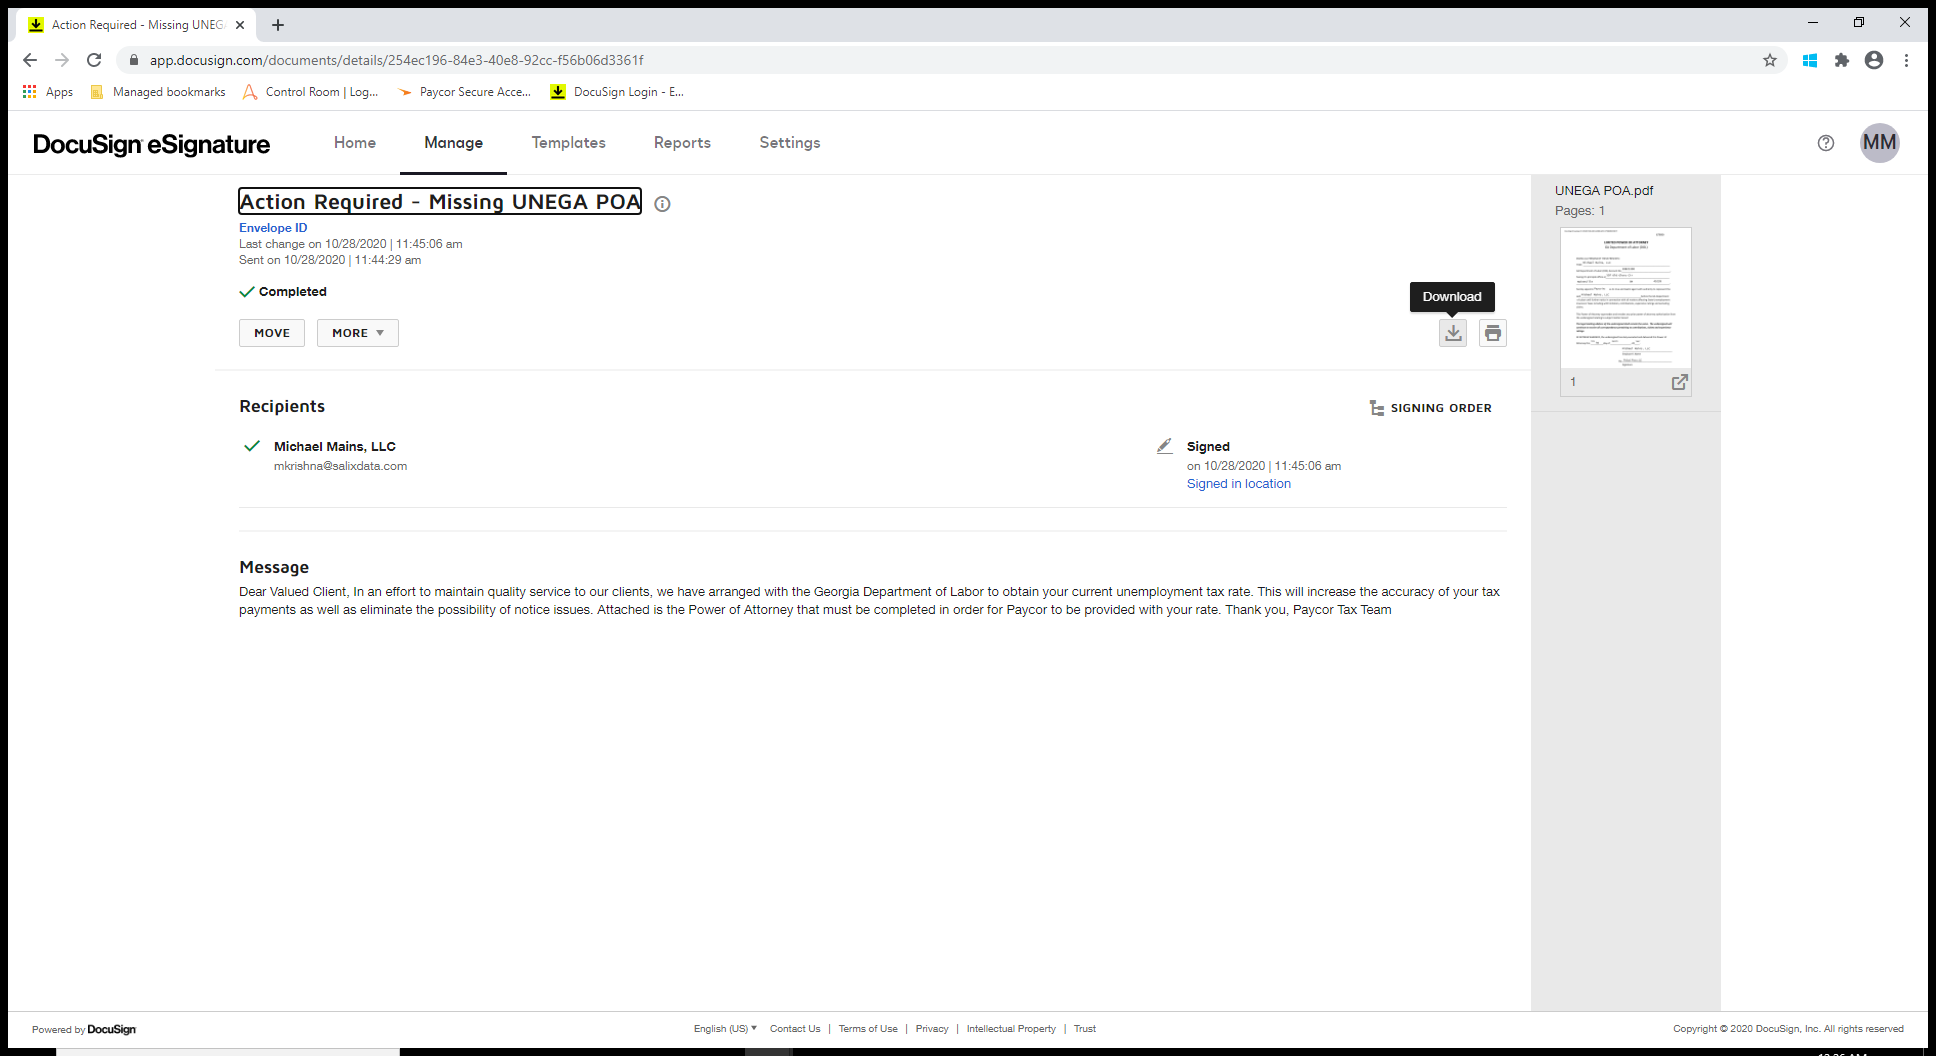 Action Required - Missing UNEG
app.docusign.com/documents/details/254ec196-84e3-40e8-92cc-f56b06d3361f
Apps Managed bookmarks Control Room | Log... Paycor Secure Acce... DocuSign Login - E...
DocuSign eSignature Home Manage Templates Reports Settings MM
Action Required - Missing UNEGA POA
Envelope ID
Last change on 10/28/2020 | 11:45:06 am
Sent on 10/28/2020 | 11:44:29 am
Completed
MOVE MORE
Download
UNEGA POA.pdf
Pages: 1
1
Recipients
SIGNING ORDER
Michael Mains, LLC
mkrishna@salixdata.com
Signed
on 10/28/2020 | 11:45:06 am
Signed in location
Message
Dear Valued Client, In an effort to maintain quality service to our clients, we have arranged with the Georgia Department of Labor to obtain your current unemployment tax rate. This will increase the accuracy of your tax
payments as well as eliminate the possibility of notice issues. Attached is the Power of Attorney that must be completed in order for Paycor to be provided with your rate. Thank you, Paycor Tax Team
Powered by DocuSign
English (US) Contact Us | Terms of Use | Privacy | Intellectual Property | Trust
Copyright © 2020 DocuSign, Inc. All rights reserved